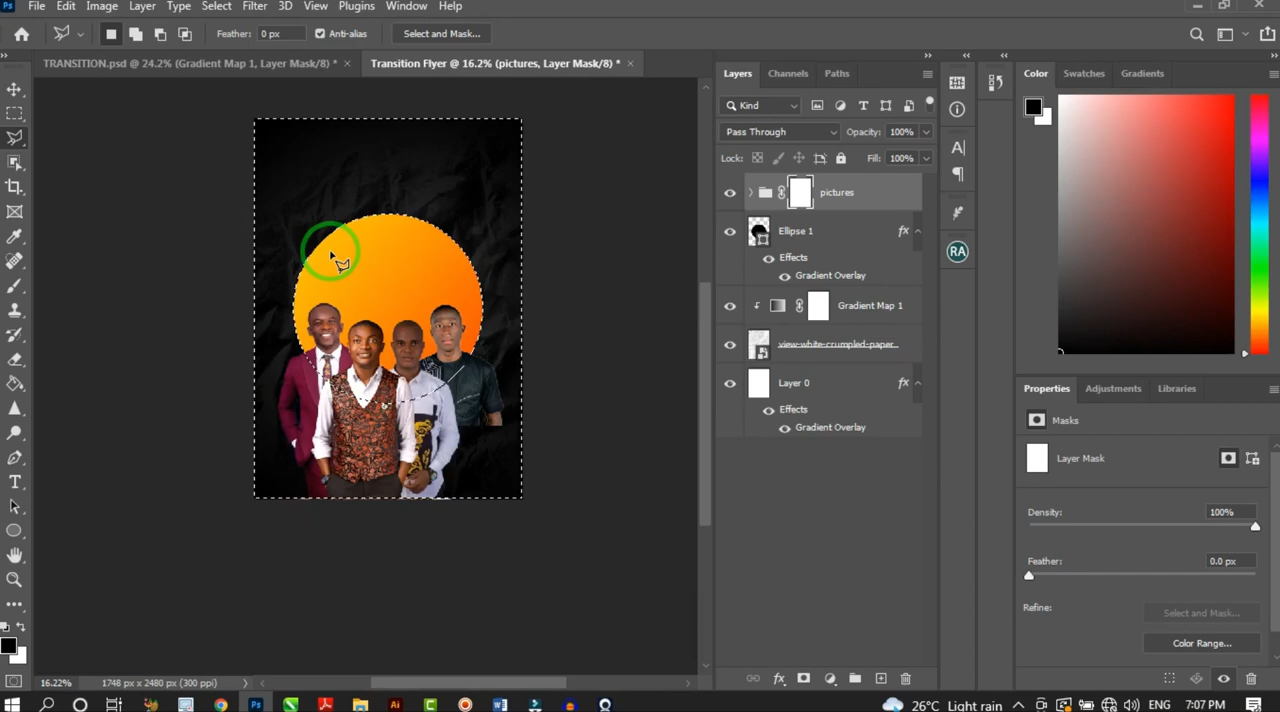 Ps File Edit Image Layer Type Select Filter 3D View Plugins Window Help
Feather: 0 px Anti-alias Select and Mask...
TRANSITION.psd @ 24.2% (Gradient Map 1, Layer Mask/8) * × Transition Flyer @ 16.2% (pictures, Layer Mask/8) * ×
Layers Channels Paths
Color Swatches Gradients
Kind
Pass Through Opacity: 100%
Lock: Fill: 100%
pictures
Ellipse 1 fx
Effects
Gradient Overlay
Gradient Map 1
view-white-crumpled-paper...
Layer 0 fx
Effects
Gradient Overlay
RA
Properties Adjustments Libraries
Masks
Layer Mask
Density: 100%
Feather: 0.0 px
Refine: Select and Mask...
Color Range...
16.22% 1748 px x 2480 px (300 ppi)
26°C Light rain ENG 7:07 PM